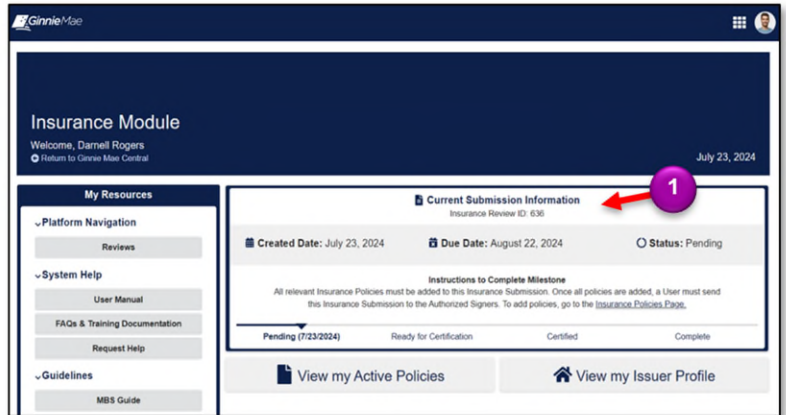 GinnieMae
Insurance Module
Welcome, Darnell Rogers
Return to Ginnie Mae Central
July 23, 2024
My Resources
Platform Navigation
Reviews
System Help
User Manual
FAQs & Training Documentation
Request Help
Guidelines
MBS Guide
1
Current Submission Information
Insurance Review ID: 636
Created Date: July 23, 2024 Due Date: August 22, 2024 Status: Pending
Instructions to Complete Milestone
All relevant Insurance Policies must be added to this Insurance Submission. Once all policies are added, a User must send
this Insurance Submission to the Authorized Signers. To add policies, go to the Insurance Policies Page.
Pending (7/23/2024) Ready for Certification Certified Complete
View my Active Policies View my Issuer Profile